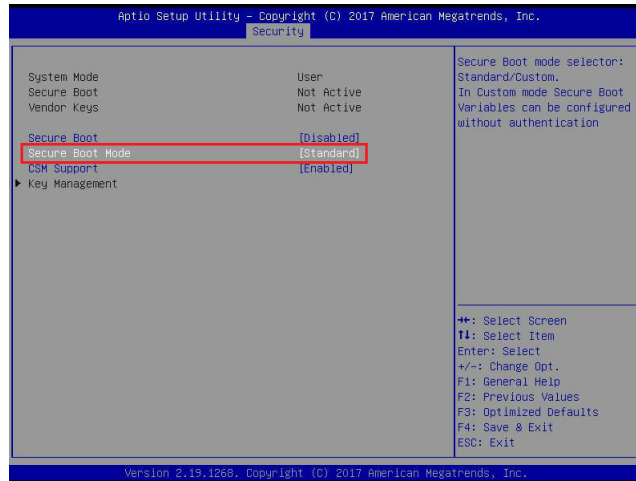 Aptio Setup Utility – Copyright (C) 2017 American Megatrends, Inc.
Security
System Mode User
Secure Boot Not Active
Vendor Keys Not Active
Secure Boot [Disabled]
Secure Boot Mode [Standard]
CSM Support [Enabled]
▶ Key Management
Secure Boot mode selector:
Standard/Custom.
In Custom mode Secure Boot
Variables can be configured
without authentication
→←: Select Screen
↑↓: Select Item
Enter: Select
+/-: Change Opt.
F1: General Help
F2: Previous Values
F3: Optimized Defaults
F4: Save & Exit
ESC: Exit
Version 2.19.1268. Copyright (C) 2017 American Megatrends, Inc.